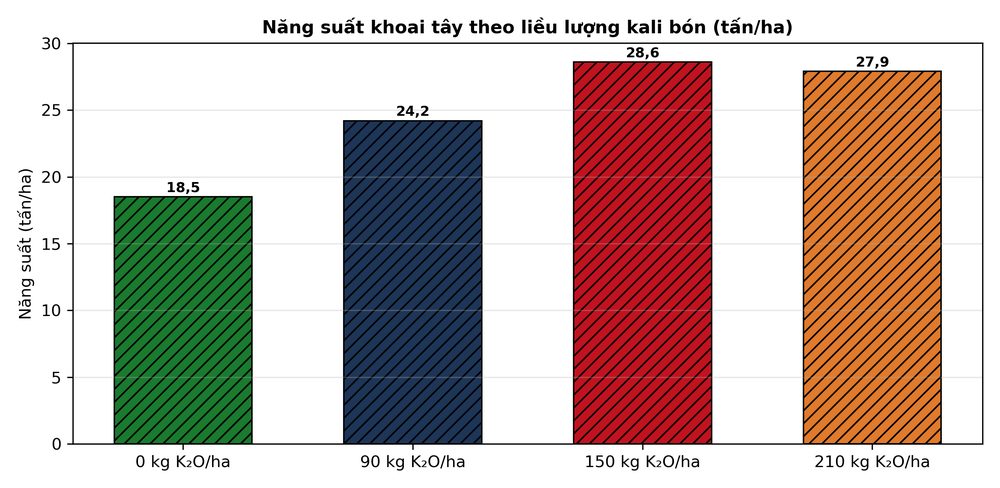 Năng suất khoai tây theo liều lượng kali bón (tấn/ha)
Năng suất (tấn/ha)
30
25
20
15
10
5
0
18,5
24,2
28,6
27,9
0 kg K₂O/ha
90 kg K₂O/ha
150 kg K₂O/ha
210 kg K₂O/ha